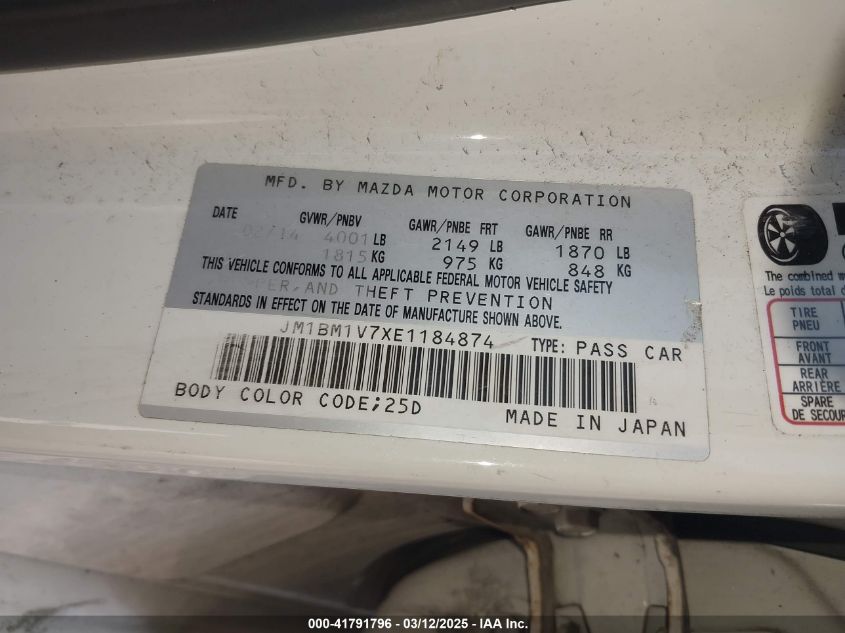 MFD. BY MAZDA MOTOR CORPORATION
DATE GVWR/PNBV GAWR/PNBE FRT GAWR/PNBE RR
02/14 4001 LB 2149 LB 1870 LB
1815 KG 975 KG 848 KG
THIS VEHICLE CONFORMS TO ALL APPLICABLE FEDERAL MOTOR VEHICLE SAFETY
PER, AND THEFT PREVENTION
STANDARDS IN EFFECT ON THE DATE OF MANUFACTURE SHOWN ABOVE.
JM1BM1V7XE1184874 TYPE: PASS CAR
BODY COLOR CODE;25D MADE IN JAPAN
The combined
Le poids total
TIRE
PNEU
FRONT
AVANT
REAR
ARRIÈRE
SPARE
DE SECOUR
000-41791796 - 03/12/2025 - IAA Inc.